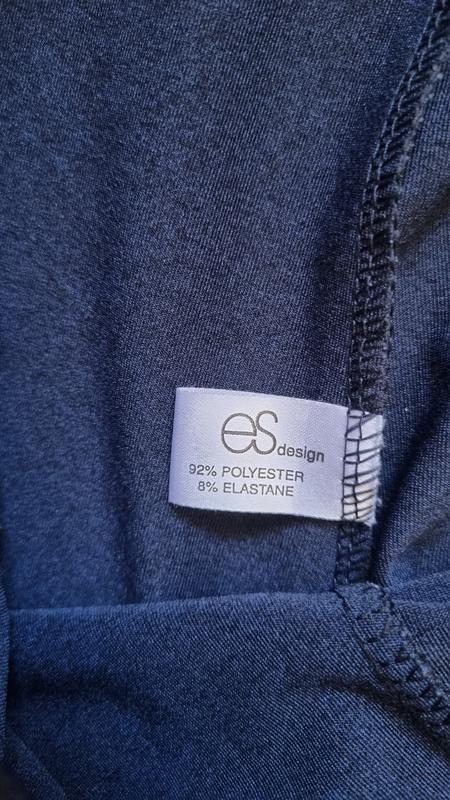 es design
92% POLYESTER
8% ELASTANE